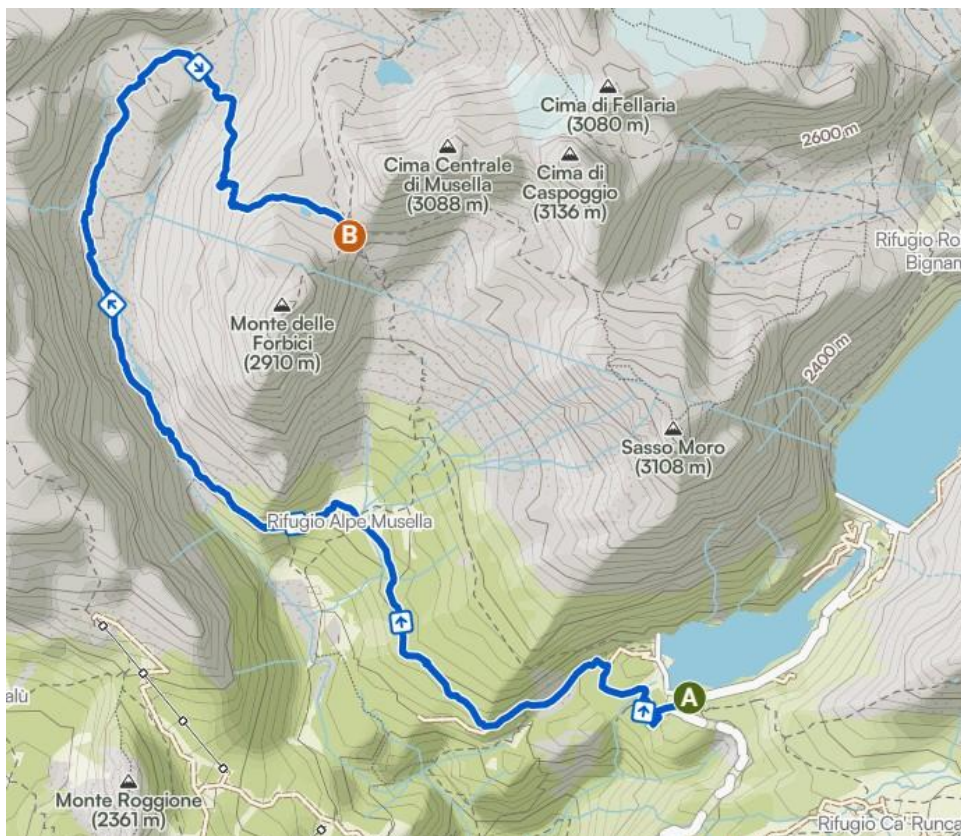 Cima di Fellaria
(3080 m)
2600 m
Cima Centrale
di Musella
(3088 m)
Cima di
Caspoggio
(3136 m)
B
Rifugio Ro
Bignam
Monte delle
Forbici
(2910 m)
2400 m
Sasso Moro
(3108 m)
Rifugio Alpe Musella
alù
A
Monte Roggione
(2361 m)
Rifugio Ca' Runca